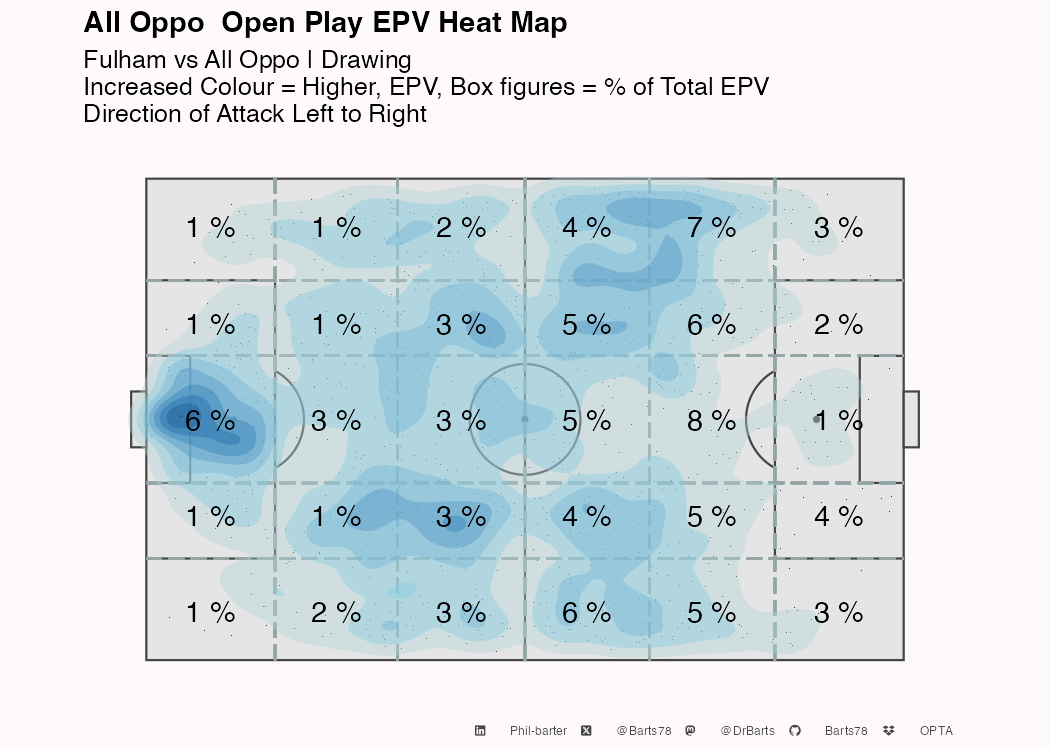 All Oppo  Open Play EPV Heat Map
Fulham vs All Oppo | Drawing
Increased Colour = Higher, EPV, Box figures = % of Total EPV
Direction of Attack Left to Right
1 % 1 % 2 % 4 % 7 % 3 %
1 % 1 % 3 % 5 % 6 % 2 %
6 % 3 % 3 % 5 % 8 % 1 %
1 % 1 % 3 % 4 % 5 % 4 %
1 % 2 % 3 % 6 % 5 % 3 %
Phil-barter @Barts78 @DrBarts Barts78 OPTA